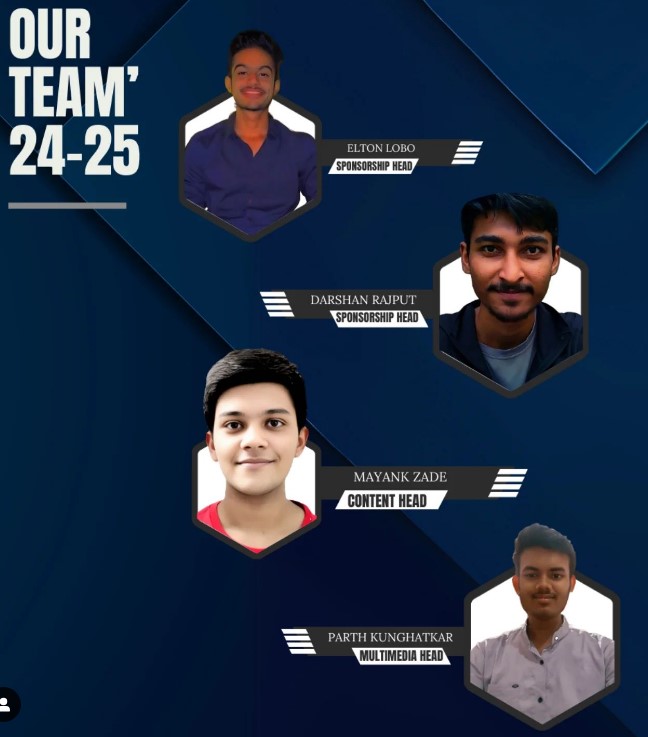 OUR
TEAM’
24-25
ELTON LOBO
SPONSORSHIP HEAD
DARSHAN RAJPUT
SPONSORSHIP HEAD
MAYANK ZADE
CONTENT HEAD
PARTH KUNGHATKAR
MULTIMEDIA HEAD